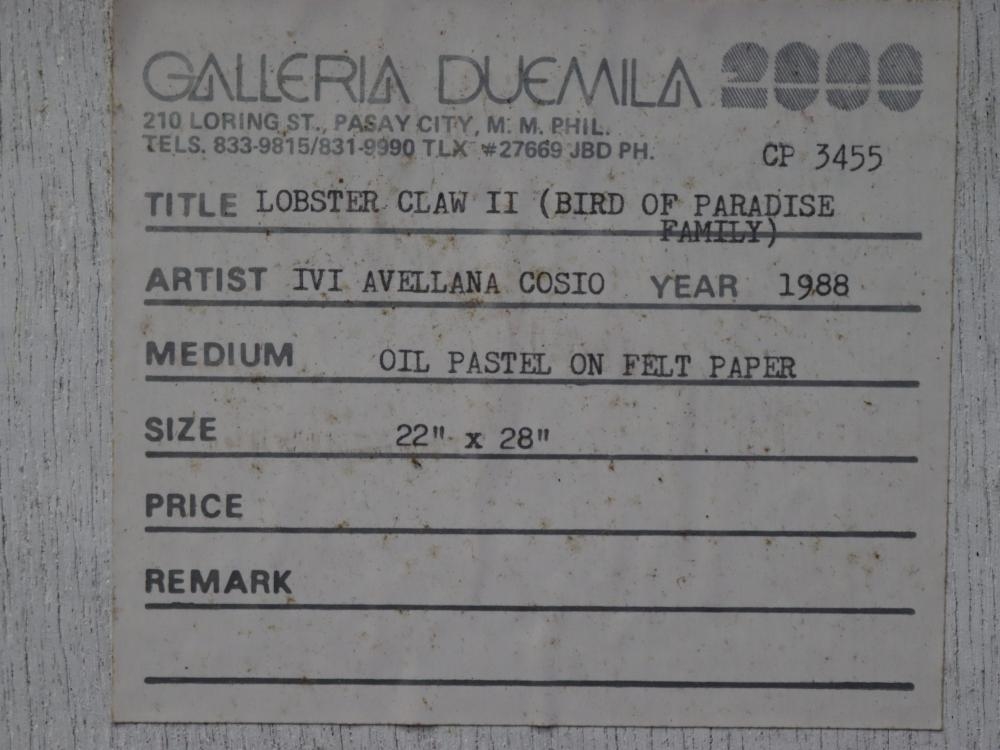 GALLERIA DUEMILA 2000
210 LORING ST., PASAY CITY, M. M. PHIL.
TELS. 833-9815/831-9990 TLX #27669 JBD PH.
CP 3455
TITLE LOBSTER CLAW II (BIRD OF PARADISE
FAMILY)
ARTIST IVI AVELLANA COSIO YEAR 1988
MEDIUM OIL PASTEL ON FELT PAPER
SIZE 22" x 28"
PRICE
REMARK